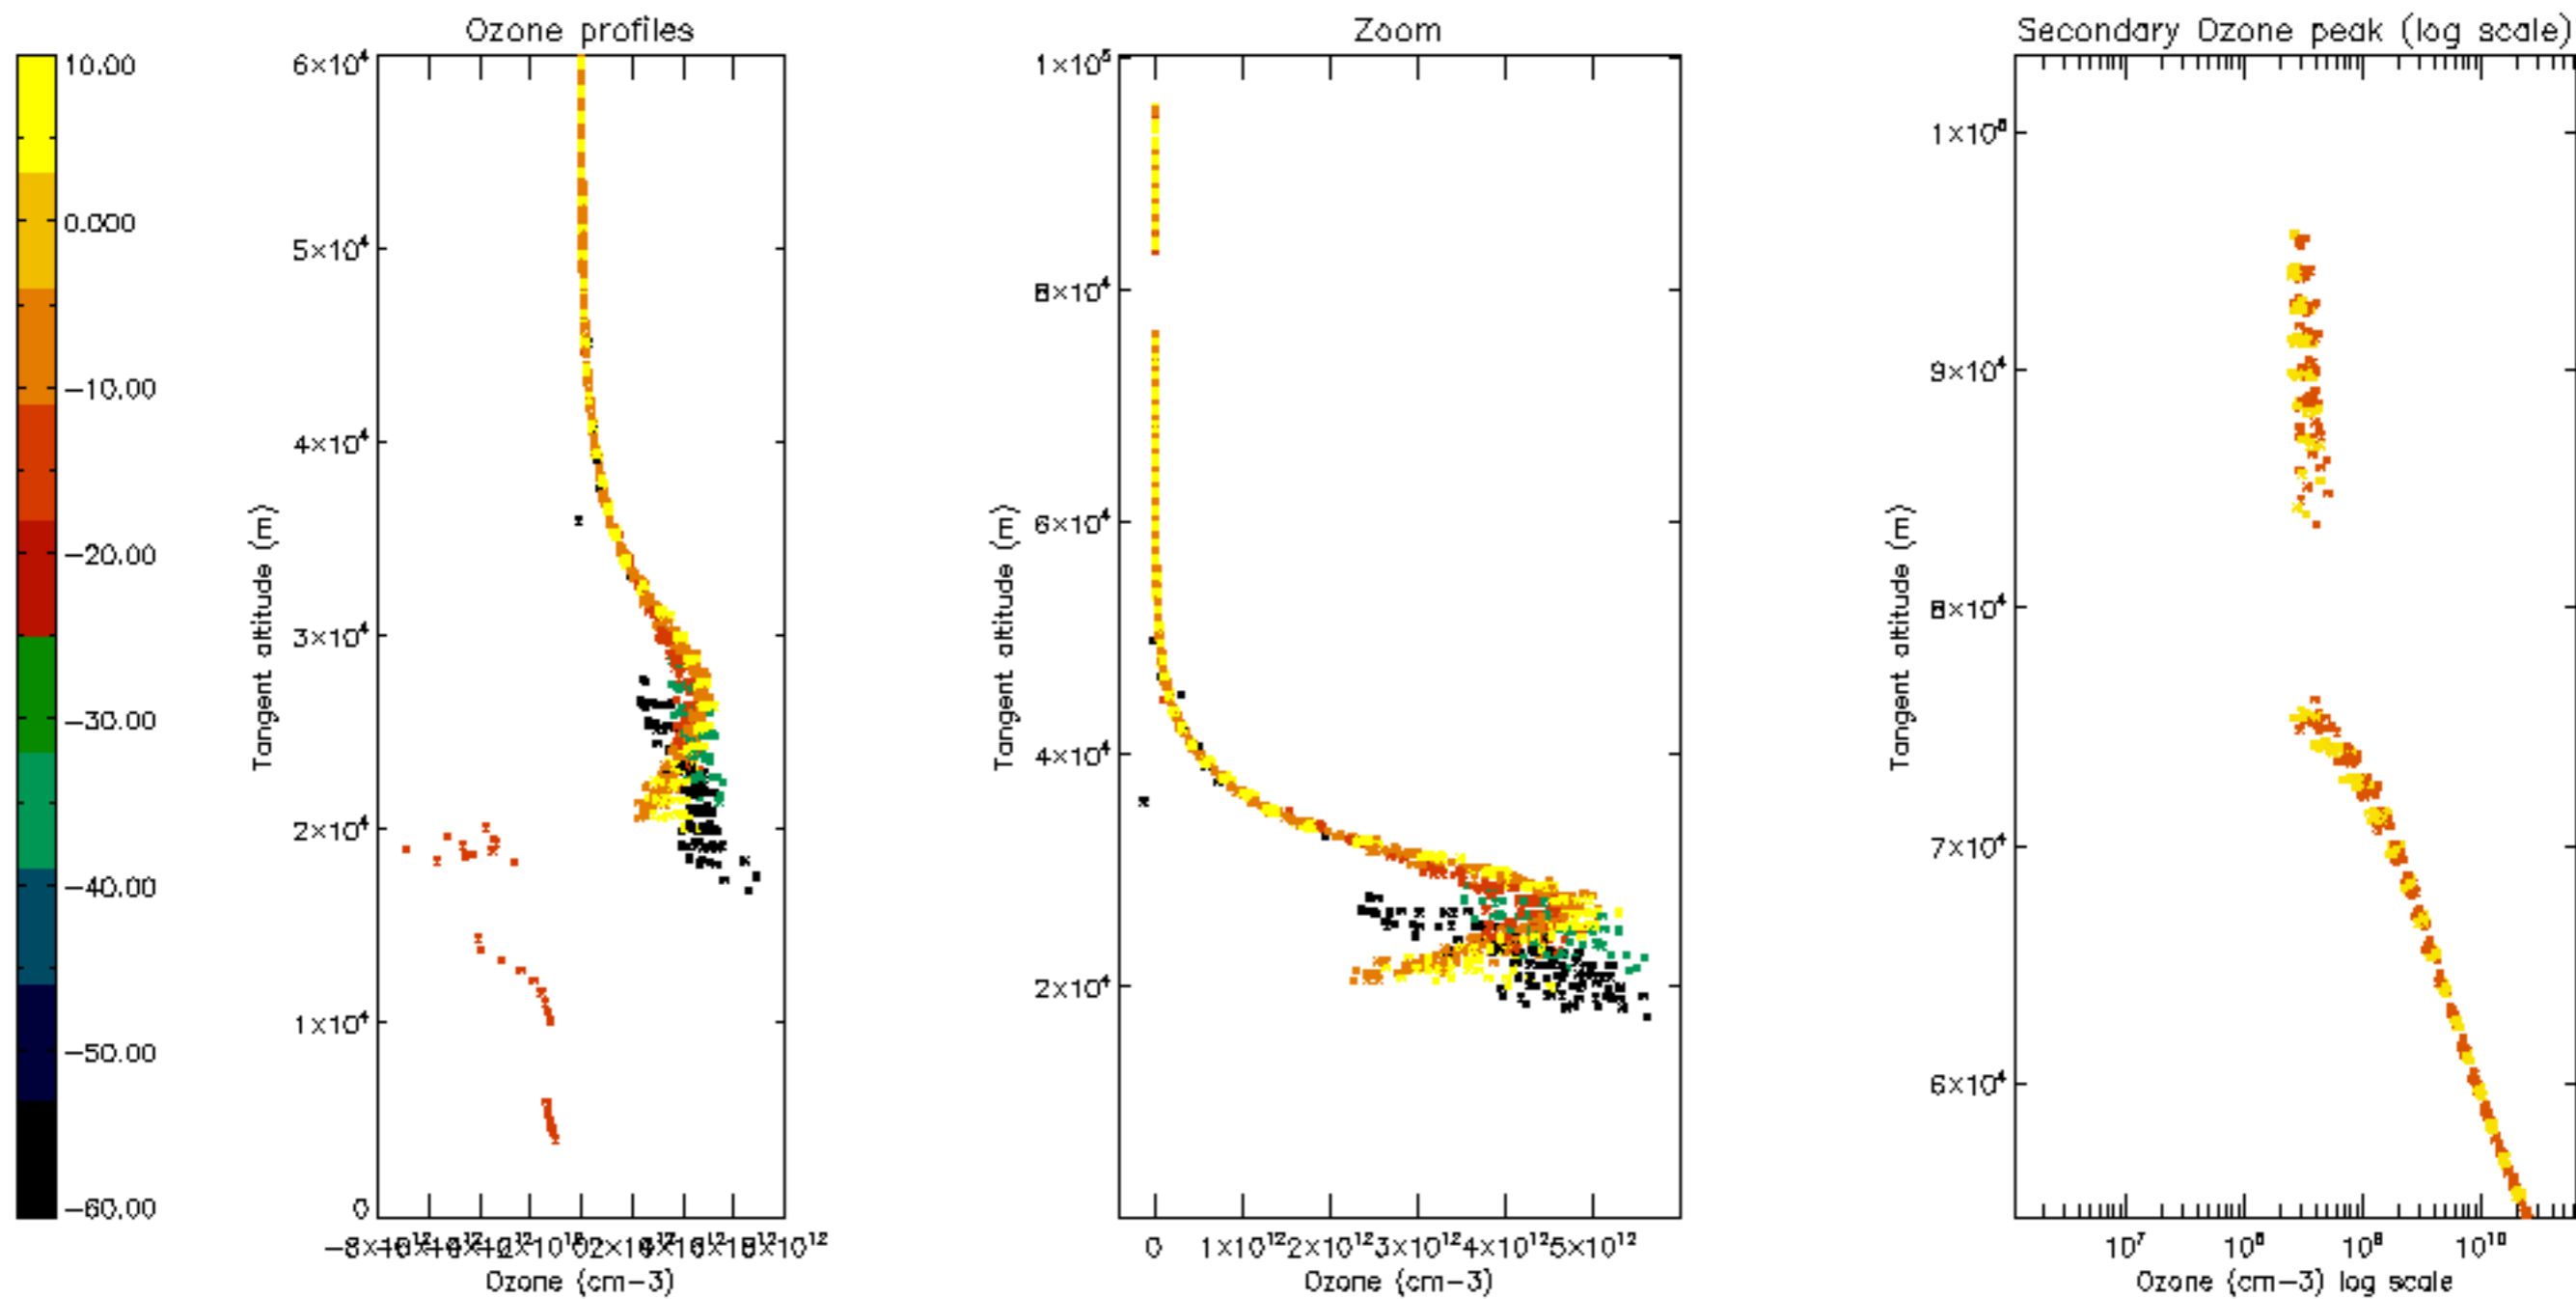 Ozone profiles
Zoom
Secondary Ozone peak (log scale)
10.00
0.000
-10.00
-20.00
-30.00
-40.00
-50.00
-60.00
6×10⁴
5×10⁴
4×10⁴
3×10⁴
2×10⁴
1×10⁴
0
Tangent altitude (m)
Ozone (cm-3)
1×10⁵
8×10⁴
6×10⁴
4×10⁴
2×10⁴
Tangent altitude (m)
0 1×10¹² 2×10¹² 3×10¹² 4×10¹² 5×10¹²
Ozone (cm-3)
9×10⁴
8×10⁴
7×10⁴
6×10⁴
Tangent altitude (m)
10⁷ 10⁸ 10⁹ 10¹⁰
Ozone (cm-3) log scale